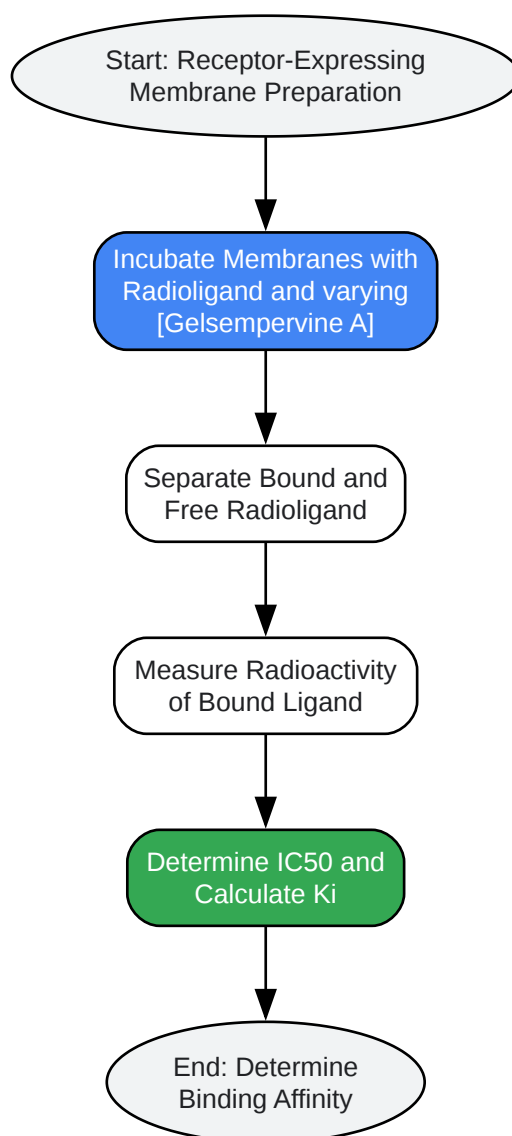 Start: Receptor-Expressing
Membrane Preparation
Incubate Membranes with
Radioligand and varying
[Gelsempervine A]
Separate Bound and
Free Radioligand
Measure Radioactivity
of Bound Ligand
Determine IC50 and
Calculate Ki
End: Determine
Binding Affinity